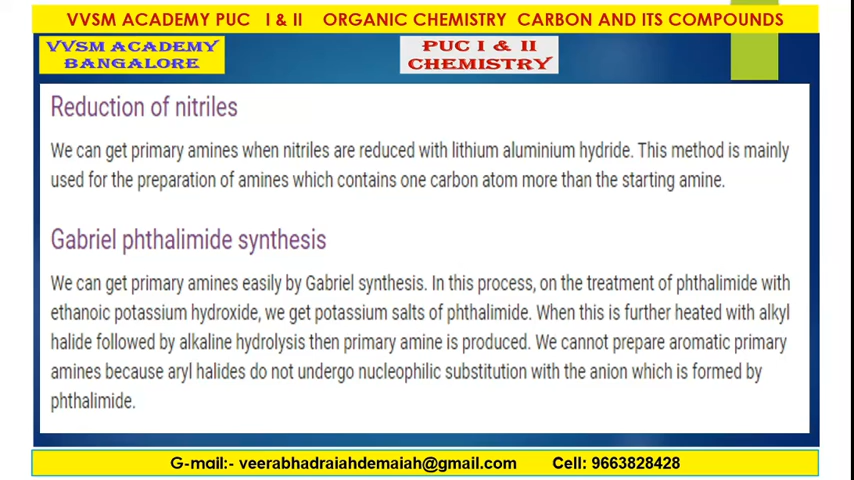 VVSM ACADEMY PUC I & II ORGANIC CHEMISTRY CARBON AND ITS COMPOUNDS
VVSM ACADEMY
BANGALORE
PUC I & II
CHEMISTRY
Reduction of nitriles
We can get primary amines when nitriles are reduced with lithium aluminium hydride. This method is mainly
used for the preparation of amines which contains one carbon atom more than the starting amine.
Gabriel phthalimide synthesis
We can get primary amines easily by Gabriel synthesis. In this process, on the treatment of phthalimide with
ethanoic potassium hydroxide, we get potassium salts of phthalimide. When this is further heated with alkyl
halide followed by alkaline hydrolysis then primary amine is produced. We cannot prepare aromatic primary
amines because aryl halides do not undergo nucleophilic substitution with the anion which is formed by
phthalimide.
G-mail:- veerabhadraiahdemaiah@gmail.com Cell: 9663828428